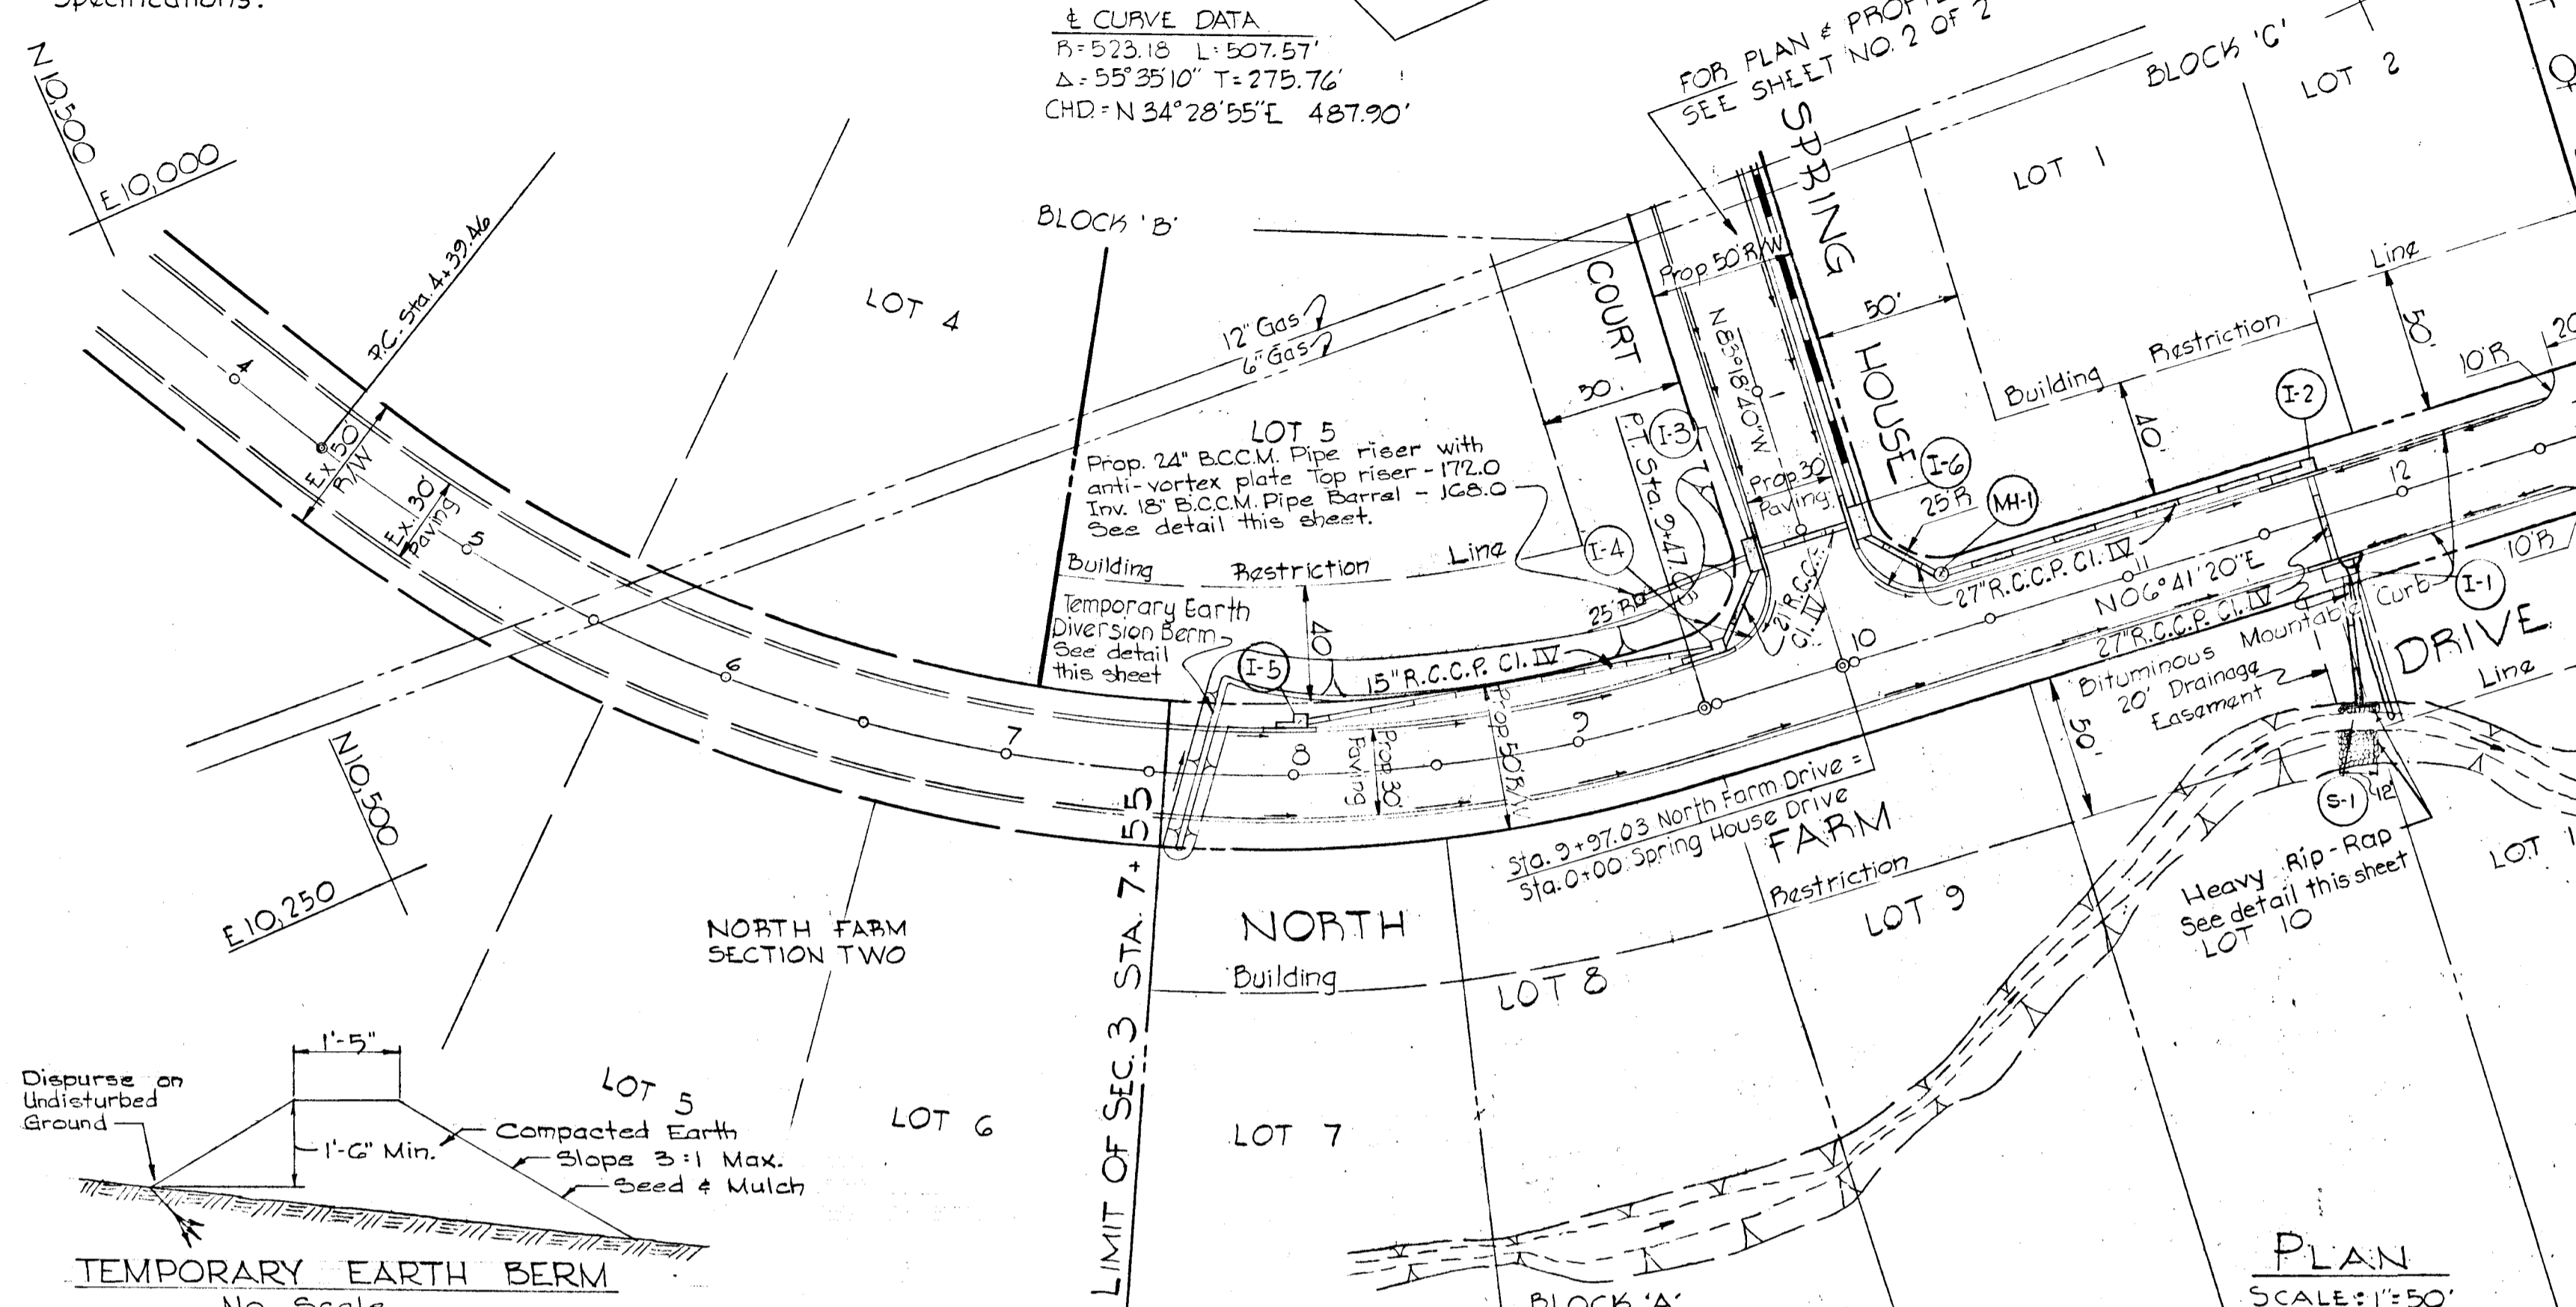 Specifications.
℄ CURVE DATA
R=523.18 L=507.57'
Δ=55°35'10" T=275.76'
CHD.=N 34°28'55"E 487.90'
FOR PLAN & PROFILE
SEE SHEET NO. 2 OF 2
BLOCK 'C'
LOT 2
LOT 1
N 10,500
E 10,000
P.C. Sta. 4+39.46
BLOCK 'B'
LOT 4
12" Gas
6" Gas
COURT
SPRING
HOUSE
Prop 50' R/W
N83°18'40"W
1
50'
30'
Line
50'
10'R
20
Building Restriction
40'
I-2
I-3
P.T. Sta. 9+47.03
Prop. 30'
Paving
I-6
25'R
MH-1
LOT 5
Prop. 24" B.C.C.M. Pipe riser with
anti-vortex plate Top riser - 172.0
Inv. 18" B.C.C.M. Pipe Barrel - 168.0
See detail this sheet.
I-4
Building Restriction Line
25'R
40'
Temporary Earth
Diversion Berm
See detail
this sheet
I-5
15" R.C.C.P. Cl. IV
21" R.C.C.P.
Cl. IV
27" R.C.C.P. Cl. IV
N06°41'20"E
27" R.C.C.P. Cl. IV
Bituminous Mountable Curb
I-1
10'R
20' Drainage
Easement
DRIVE
Line
50'
Ex. 50'
R/W
Ex. 30'
Paving
4
5
6
7
8
9
10
11
12
Prop. 30'
Paving
Prop 50' R/W
Sta. 9+97.03 North Farm Drive =
Sta. 0+00 Spring House Drive
FARM
Restriction
LOT 9
S-1
12'
Heavy Rip-Rap
See detail this sheet
LOT 10
LOT 1
N10,500
E 10,250
NORTH FARM
SECTION TWO
NORTH
Building
LOT 8
LIMIT OF SEC. 3 STA. 7+55
LOT 5
LOT 6
LOT 7
1'-5"
Dispurse on
Undisturbed
Ground
1'-6" Min.
Compacted Earth
Slope 3:1 Max.
Seed & Mulch
TEMPORARY EARTH BERM
No Scale
BLOCK 'A'
PLAN
SCALE: 1"=50'